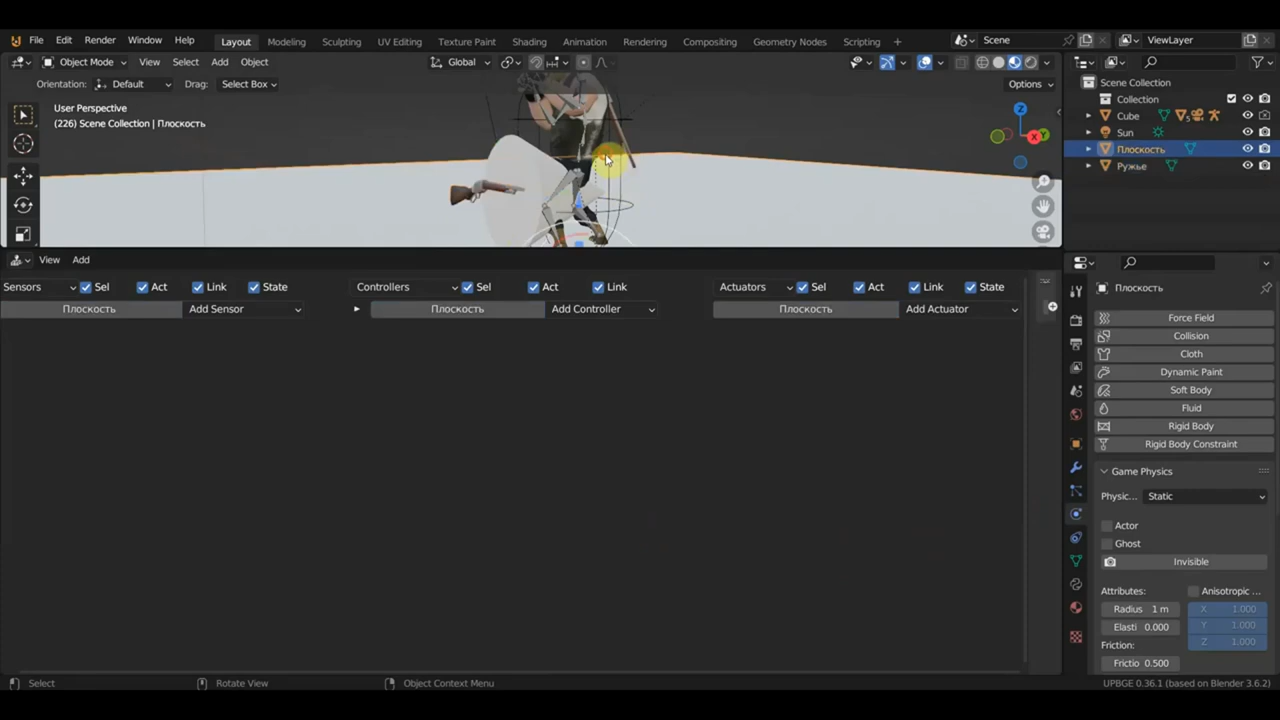 File Edit Render Window Help Layout Modeling Sculpting UV Editing Texture Paint Shading Animation Rendering Compositing Geometry Nodes Scripting + Scene ViewLayer
Object Mode View Select Add Object Global
Orientation: Default Drag: Select Box Options
User Perspective
(226) Scene Collection | Плоскость
Z
X
Y
Scene Collection
Collection
Cube
Sun
Плоскость
Ружье
View Add
Sensors Sel Act Link State Controllers Sel Act Link Actuators Sel Act Link State
Плоскость Add Sensor Плоскость Add Controller Плоскость Add Actuator
Плоскость
Force Field
Collision
Cloth
Dynamic Paint
Soft Body
Fluid
Rigid Body
Rigid Body Constraint
Game Physics
Physic... Static
Actor
Ghost
Invisible
Attributes: Anisotropic ...
Radius 1 m X 1.000
Elasti 0.000 Y 1.000
Friction: Z 1.000
Frictio 0.500
Select Rotate View Object Context Menu UPBGE 0.36.1 (based on Blender 3.6.2)